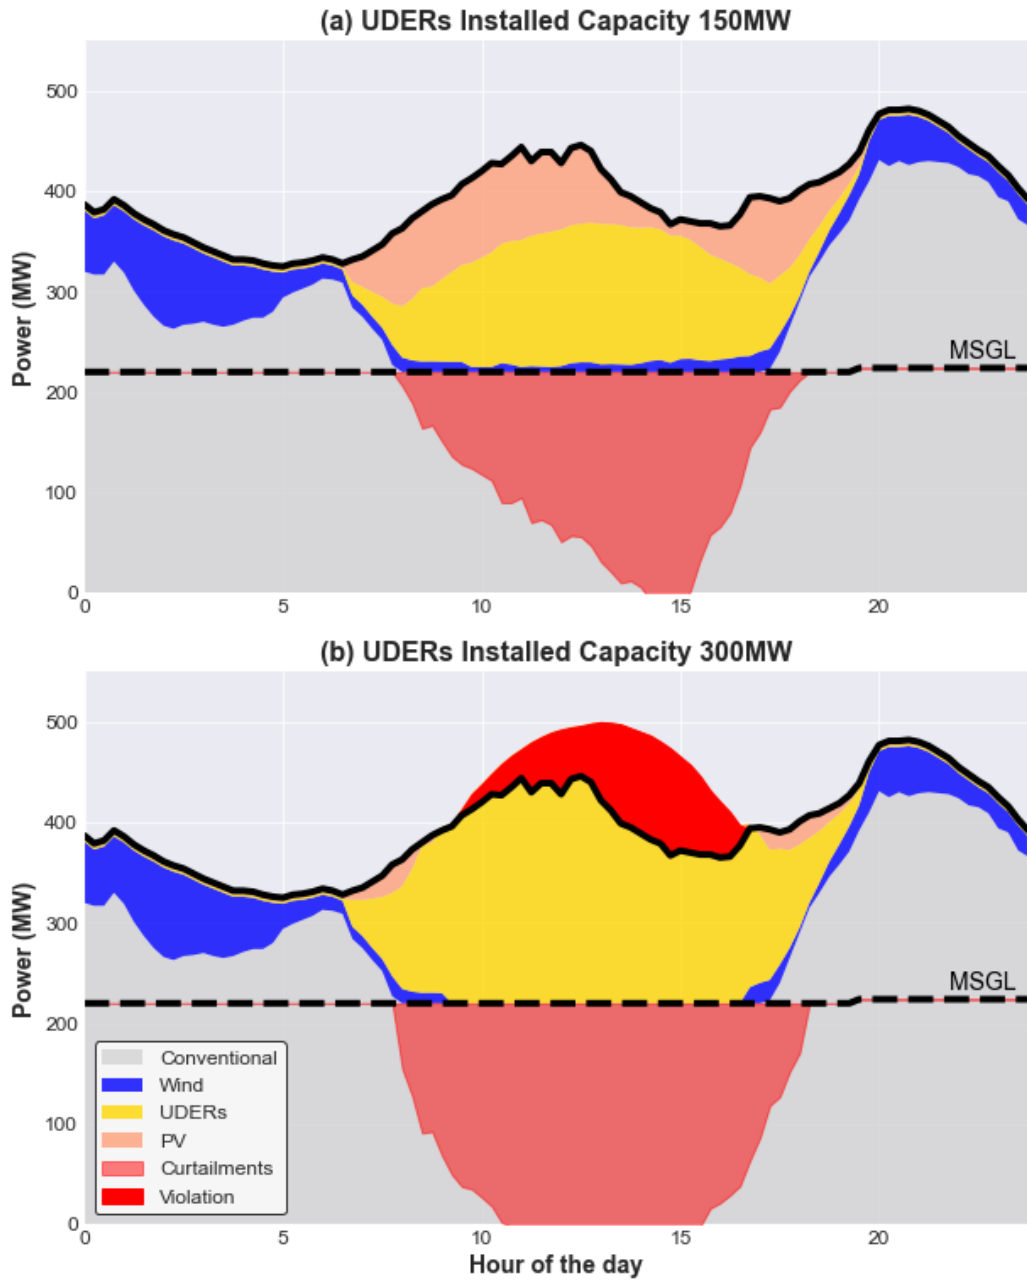 (a) UDERs Installed Capacity 150MW
500
400
300
200
100
0
Power (MW)
MSGL
0 5 10 15 20
(b) UDERs Installed Capacity 300MW
500
400
300
200
100
0
Power (MW)
MSGL
Conventional
Wind
UDERs
PV
Curtailments
Violation
0 5 10 15 20
Hour of the day